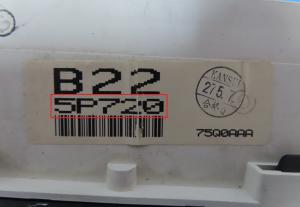 B22
5P720
KANSEI
27.5.7
合格
75Q0AAA